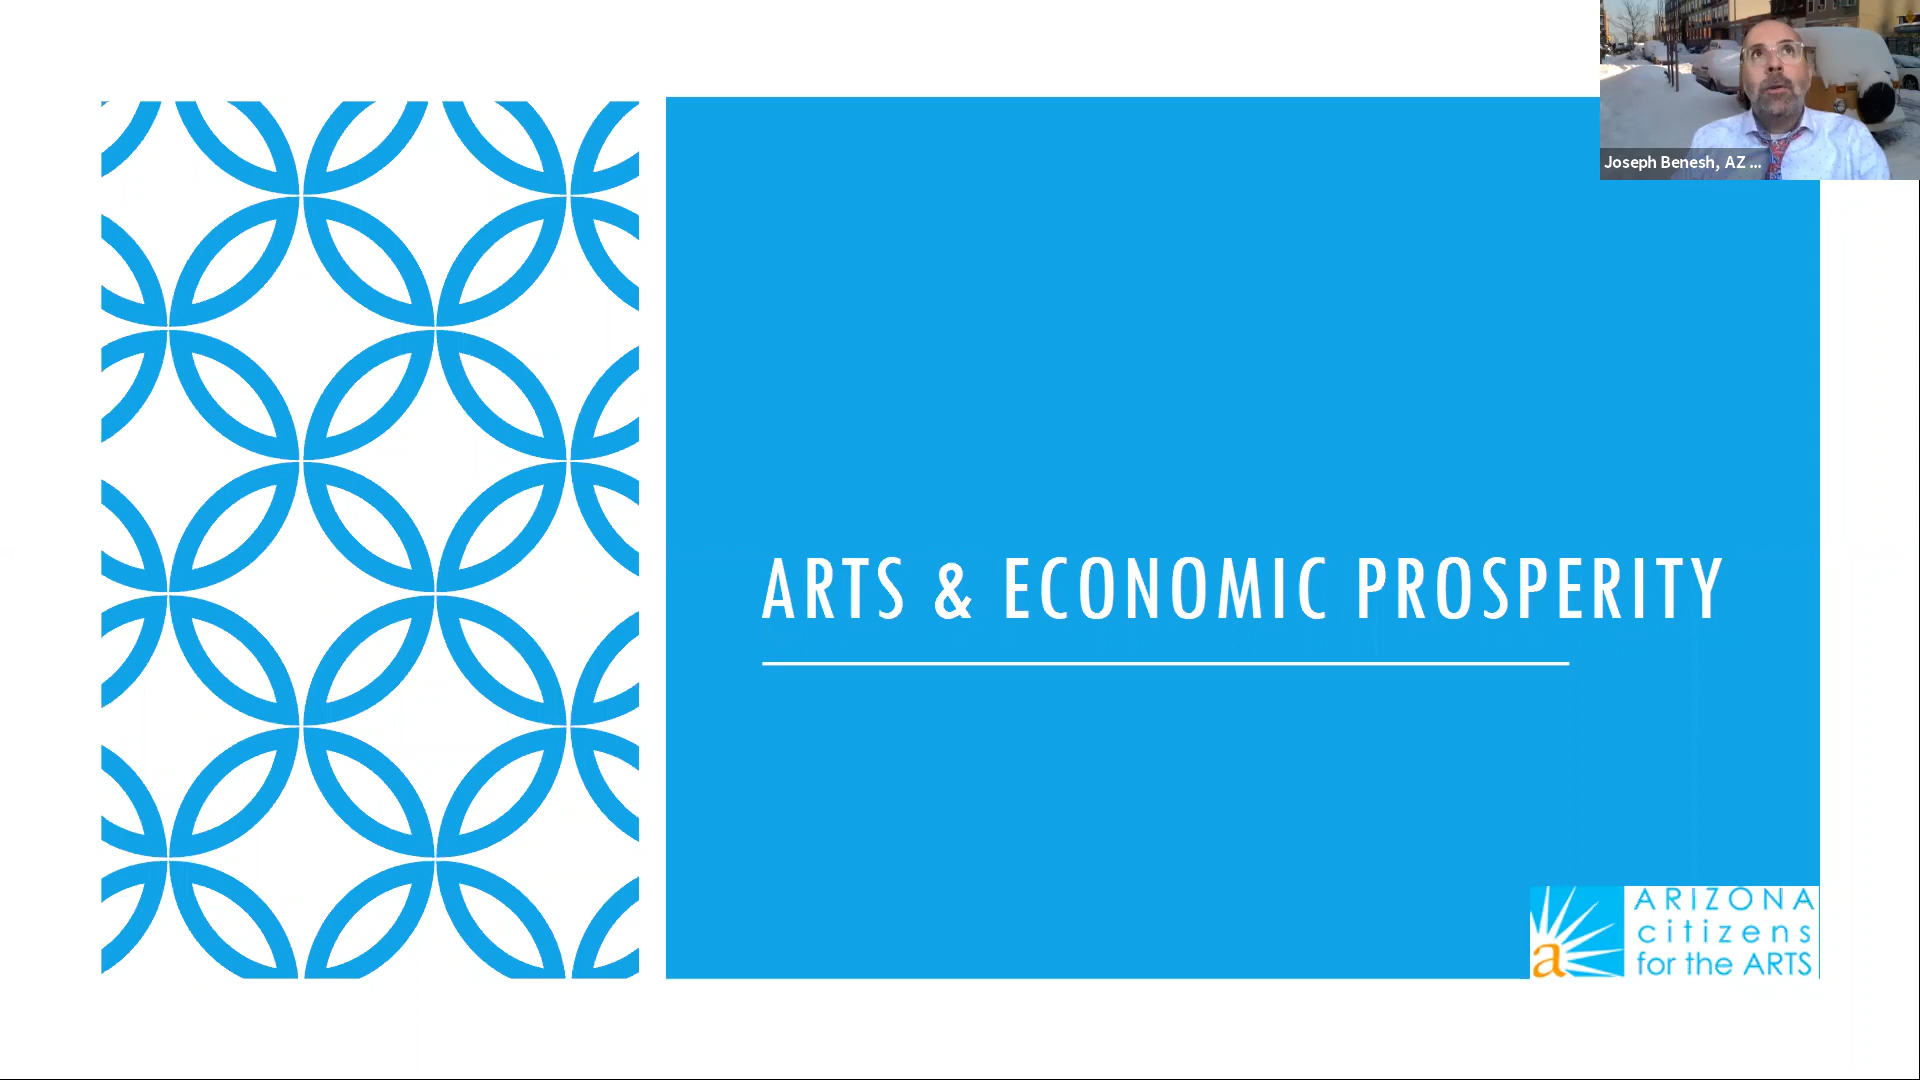 Joseph Benesh, AZ ...
ARTS & ECONOMIC PROSPERITY
a
ARIZONA
citizens
for the ARTS